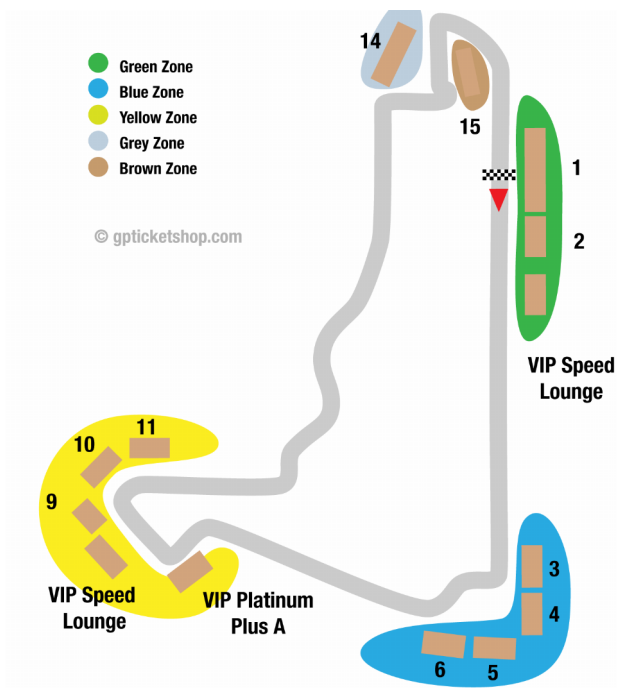 14
Green Zone
Blue Zone
Yellow Zone
Grey Zone
Brown Zone
15
1
© gpticketshop.com
2
VIP Speed
Lounge
11
10
9
3
VIP Speed
Lounge
VIP Platinum
Plus A
4
6
5